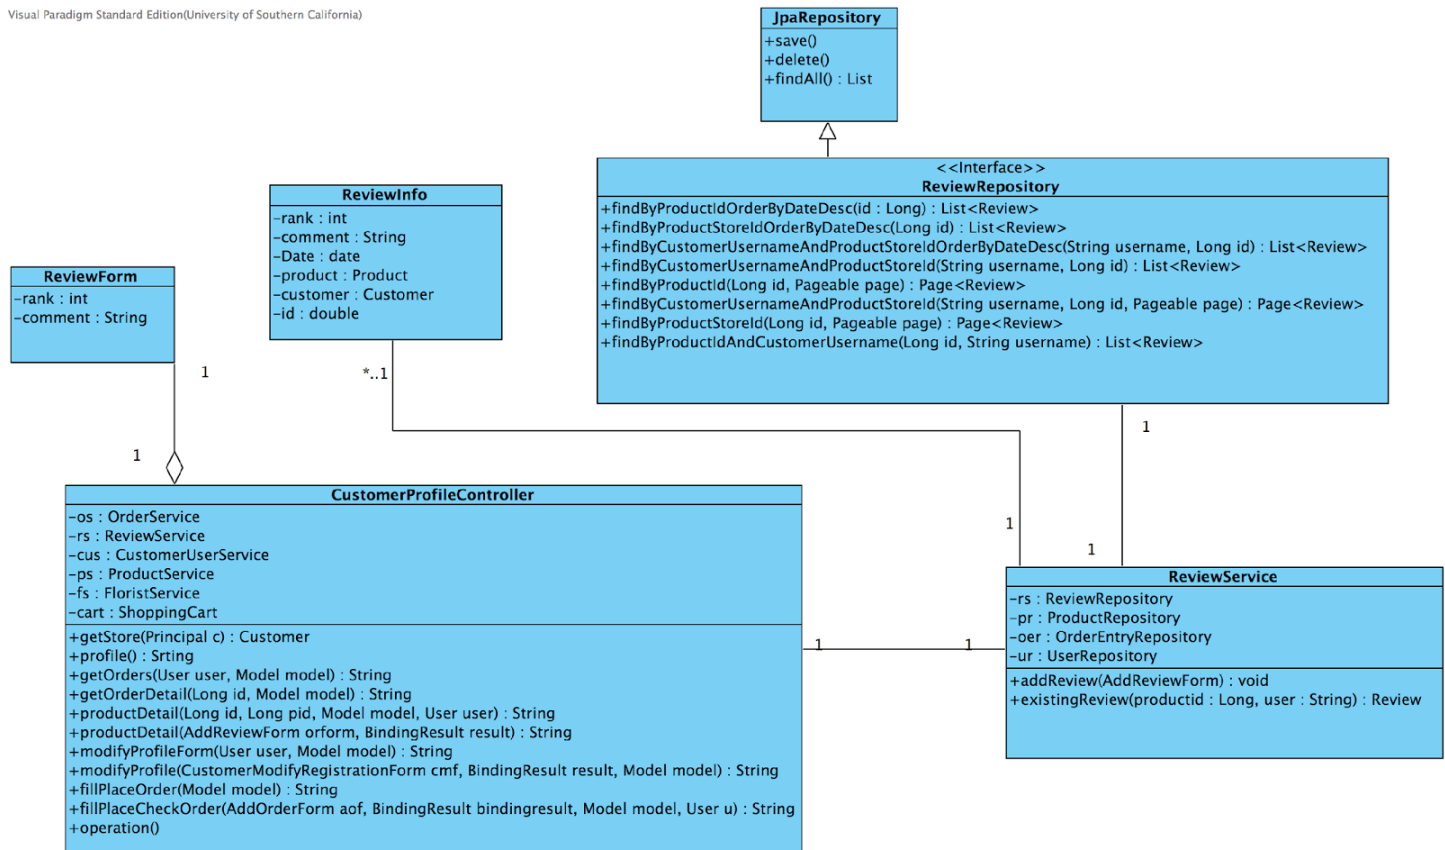 Visual Paradigm Standard Edition(University of Southern California)
JpaRepository
+save()
+delete()
+findAll() : List
<<Interface>>
ReviewRepository
+findByProductIdOrderByDateDesc(id : Long) : List<Review>
+findByProductStoreIdOrderByDateDesc(Long id) : List<Review>
+findByCustomerUsernameAndProductStoreIdOrderByDateDesc(String username, Long id) : List<Review>
+findByCustomerUsernameAndProductStoreId(String username, Long id) : List<Review>
+findByProductId(Long id, Pageable page) : Page<Review>
+findByCustomerUsernameAndProductStoreId(String username, Long id, Pageable page) : Page<Review>
+findByProductStoreId(Long id, Pageable page) : Page<Review>
+findByProductIdAndCustomerUsername(Long id, String username) : List<Review>
ReviewInfo
-rank : int
-comment : String
-Date : date
-product : Product
-customer : Customer
-id : double
ReviewForm
-rank : int
-comment : String
1
*..1
1
1
1
1
CustomerProfileController
-os : OrderService
-rs : ReviewService
-cus : CustomerUserService
-ps : ProductService
-fs : FloristService
-cart : ShoppingCart
+getStore(Principal c) : Customer
+profile() : Srting
+getOrders(User user, Model model) : String
+getOrderDetail(Long id, Model model) : String
+productDetail(Long id, Long pid, Model model, User user) : String
+productDetail(AddReviewForm orform, BindingResult result) : String
+modifyProfileForm(User user, Model model) : String
+modifyProfile(CustomerModifyRegistrationForm cmf, BindingResult result, Model model) : String
+fillPlaceOrder(Model model) : String
+fillPlaceCheckOrder(AddOrderForm aof, BindingResult bindingresult, Model model, User u) : String
+operation()
1
1
ReviewService
-rs : ReviewRepository
-pr : ProductRepository
-oer : OrderEntryRepository
-ur : UserRepository
+addReview(AddReviewForm) : void
+existingReview(productid : Long, user : String) : Review